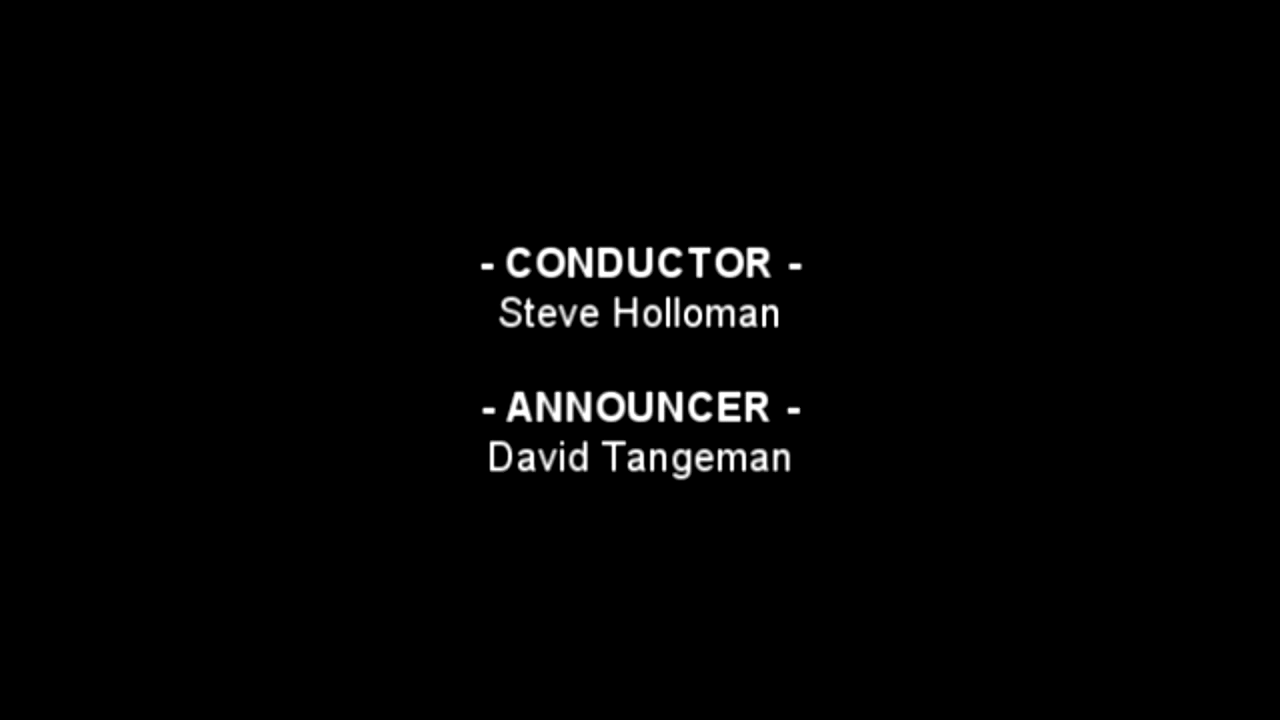 - CONDUCTOR -
Steve Holloman
- ANNOUNCER -
David Tangeman